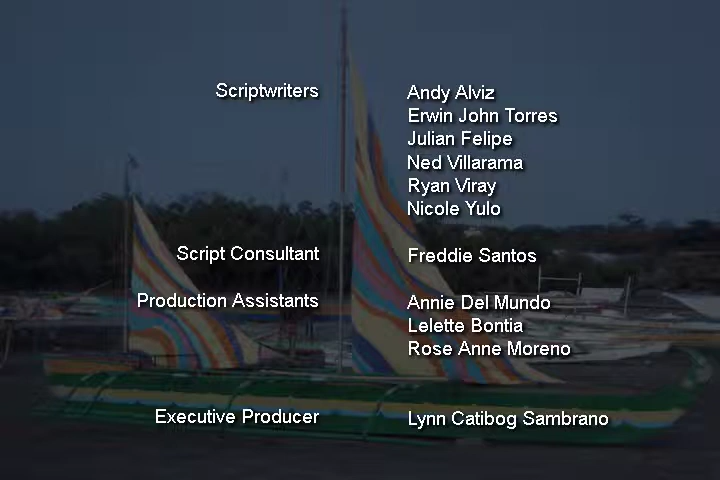 Scriptwriters Andy Alviz
Erwin John Torres
Julian Felipe
Ned Villarama
Ryan Viray
Nicole Yulo
Script Consultant Freddie Santos
Production Assistants Annie Del Mundo
Lelette Bontia
Rose Anne Moreno
Executive Producer Lynn Catibog Sambrano